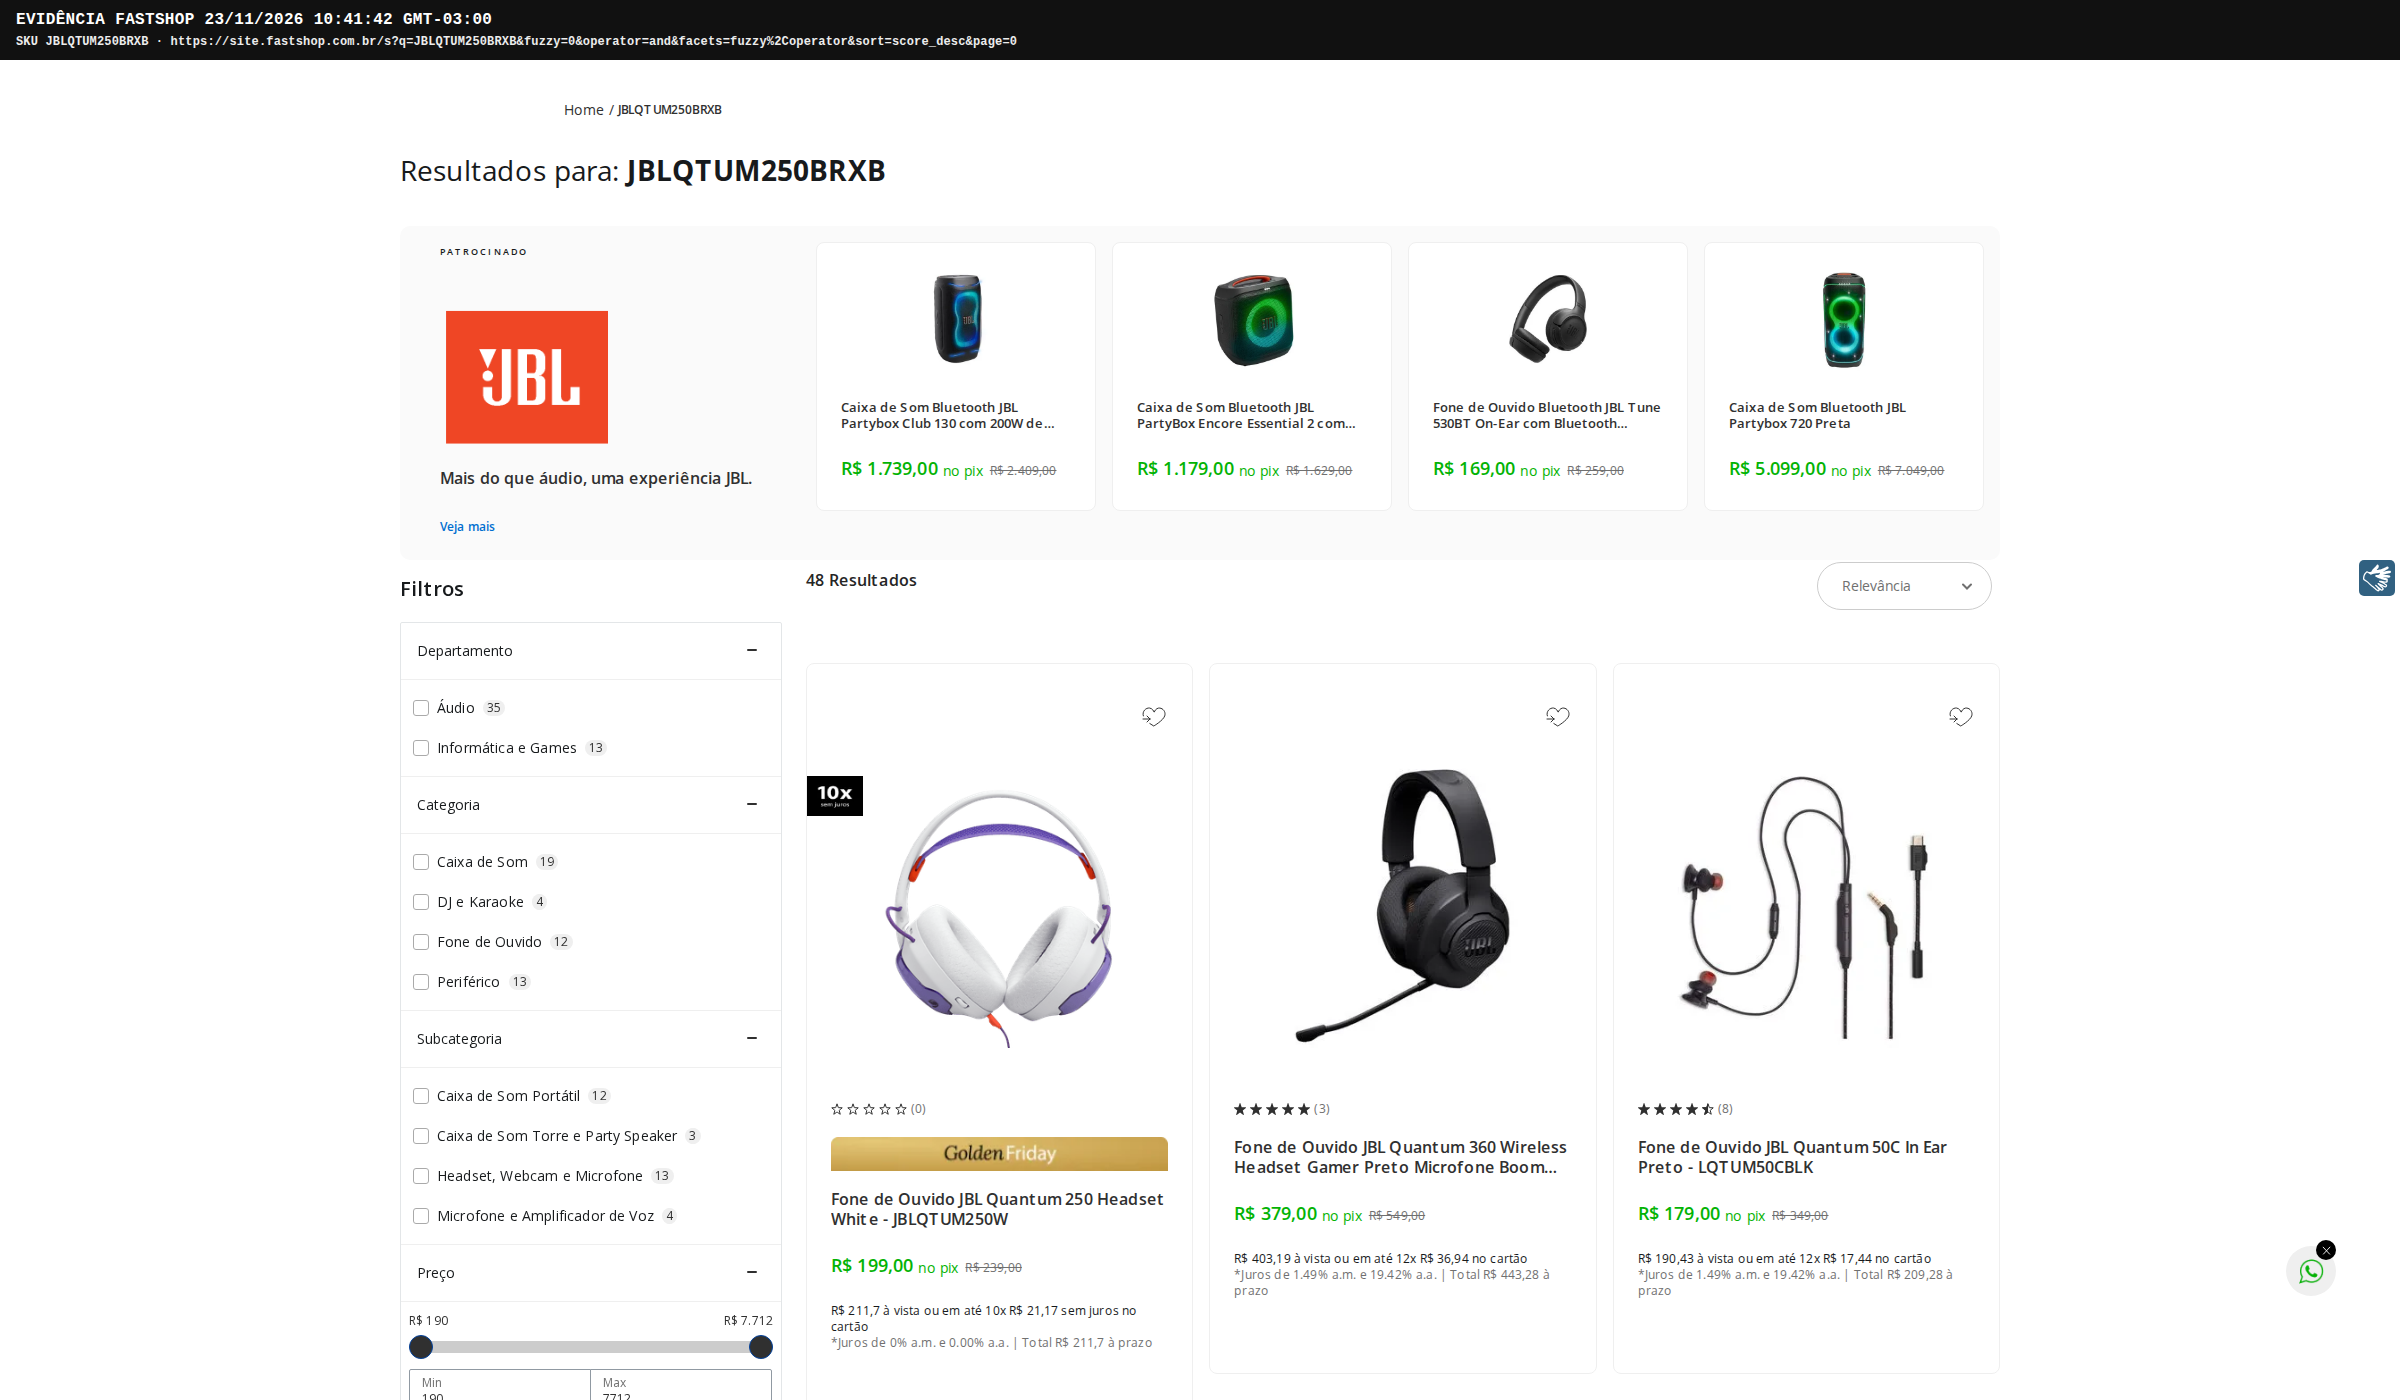 EVIDÊNCIA FASTSHOP 23/11/2026 10:41:42 GMT-03:00
SKU JBLQTUM250BRXB · https://site.fastshop.com.br/s?q=JBLQTUM250BRXB&fuzzy=0&operator=and&facets=fuzzy%2Coperator&sort=score_desc&page=0
Home / JBLQTUM250BRXB
Resultados para: JBLQTUM250BRXB
PATROCINADO
JBL
Mais do que áudio, uma experiência JBL.
Veja mais
Caixa de Som Bluetooth JBL
Partybox Club 130 com 200W de...
R$ 1.739,00 no pix R$ 2.409,00
Caixa de Som Bluetooth JBL
PartyBox Encore Essential 2 com...
R$ 1.179,00 no pix R$ 1.629,00
Fone de Ouvido Bluetooth JBL Tune
530BT On-Ear com Bluetooth...
R$ 169,00 no pix R$ 259,00
Caixa de Som Bluetooth JBL
Partybox 720 Preta
R$ 5.099,00 no pix R$ 7.049,00
Filtros
48 Resultados
Relevância
Departamento
Áudio 35
Informática e Games 13
Categoria
Caixa de Som 19
DJ e Karaoke 4
Fone de Ouvido 12
Periférico 13
Subcategoria
Caixa de Som Portátil 12
Caixa de Som Torre e Party Speaker 3
Headset, Webcam e Microfone 13
Microfone e Amplificador de Voz 4
Preço
R$ 190 R$ 7.712
Min Max
190 7712
10x
sem juros
(0)
Golden Friday
Fone de Ouvido JBL Quantum 250 Headset
White - JBLQTUM250W
R$ 199,00 no pix R$ 239,00
R$ 211,7 à vista ou em até 10x R$ 21,17 sem juros no
cartão
*Juros de 0% a.m. e 0.00% a.a. | Total R$ 211,7 à prazo
JBL
(3)
Fone de Ouvido JBL Quantum 360 Wireless
Headset Gamer Preto Microfone Boom...
R$ 379,00 no pix R$ 549,00
R$ 403,19 à vista ou em até 12x R$ 36,94 no cartão
*Juros de 1.49% a.m. e 19.42% a.a. | Total R$ 443,28 à
prazo
(8)
Fone de Ouvido JBL Quantum 50C In Ear
Preto - LQTUM50CBLK
R$ 179,00 no pix R$ 349,00
R$ 190,43 à vista ou em até 12x R$ 17,44 no cartão
*Juros de 1.49% a.m. e 19.42% a.a. | Total R$ 209,28 à
prazo